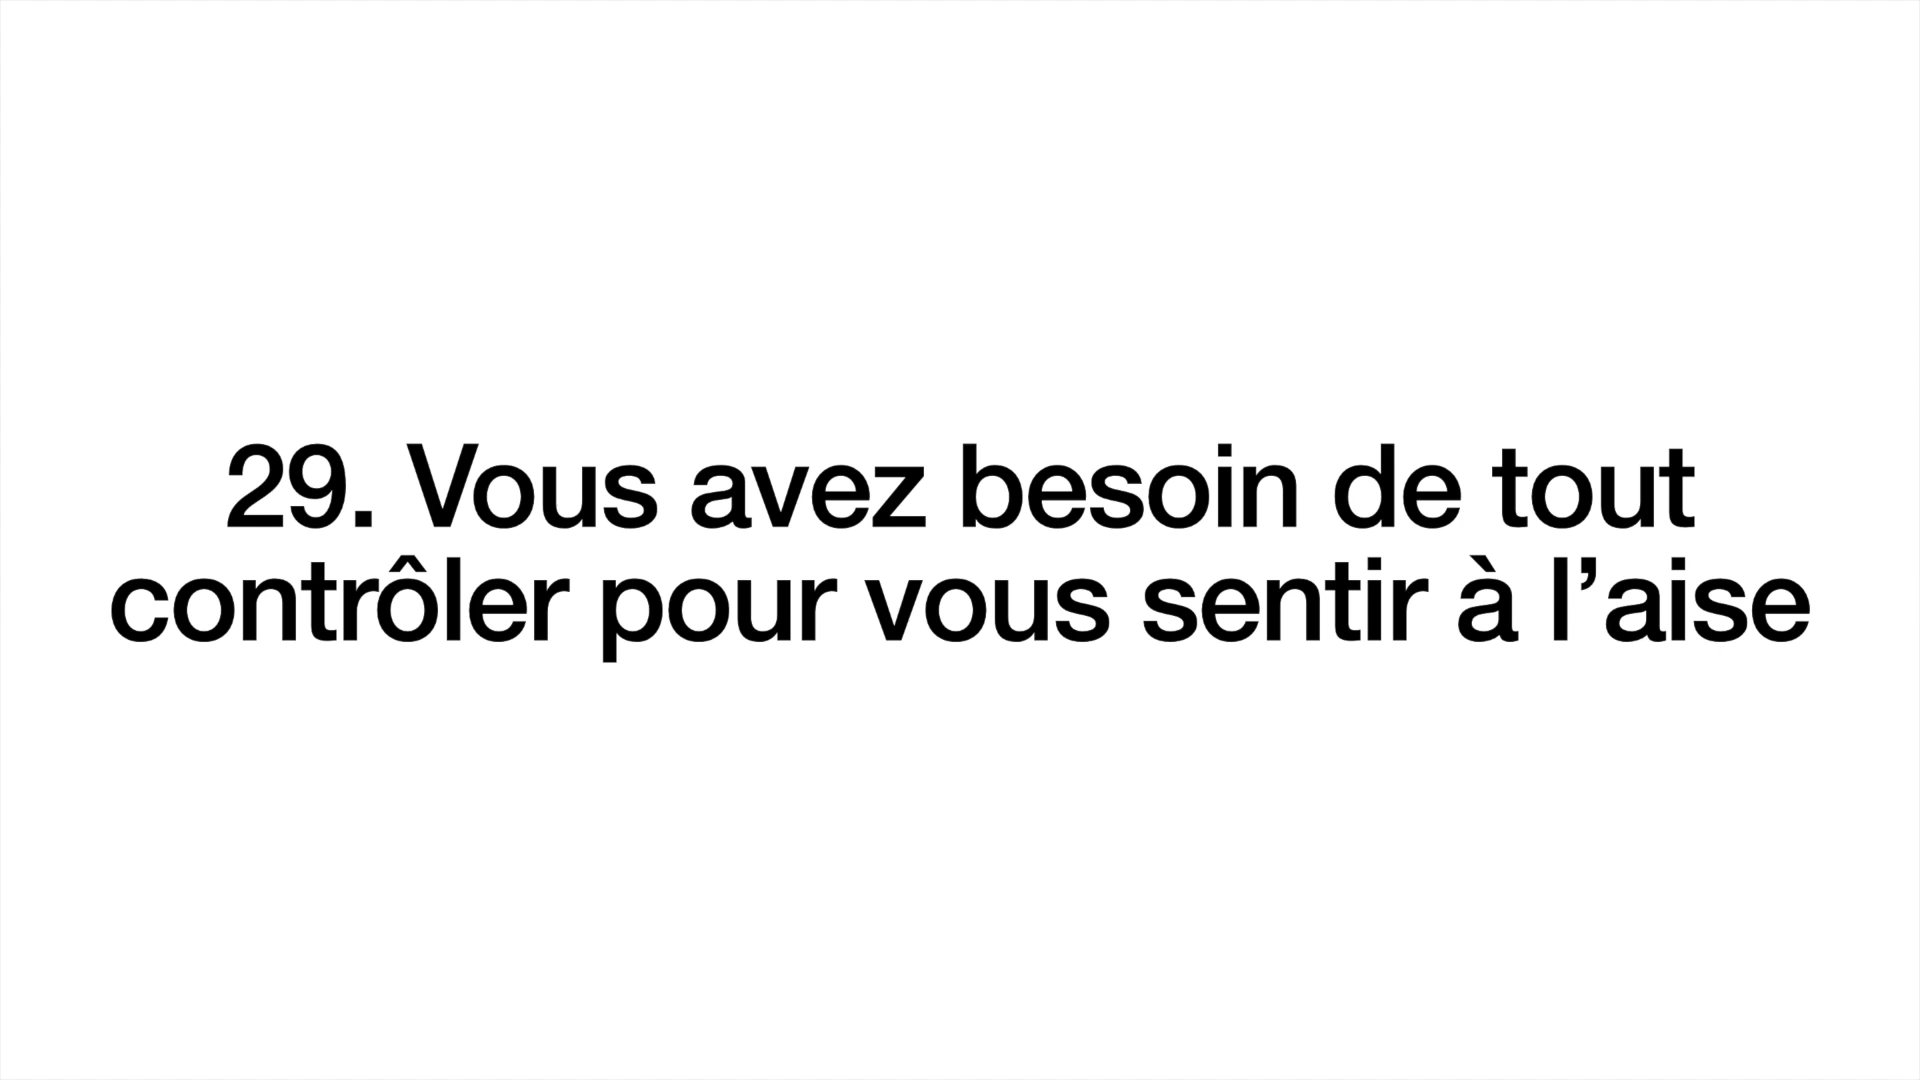 29. Vous avez besoin de tout
contrôler pour vous sentir à l’aise